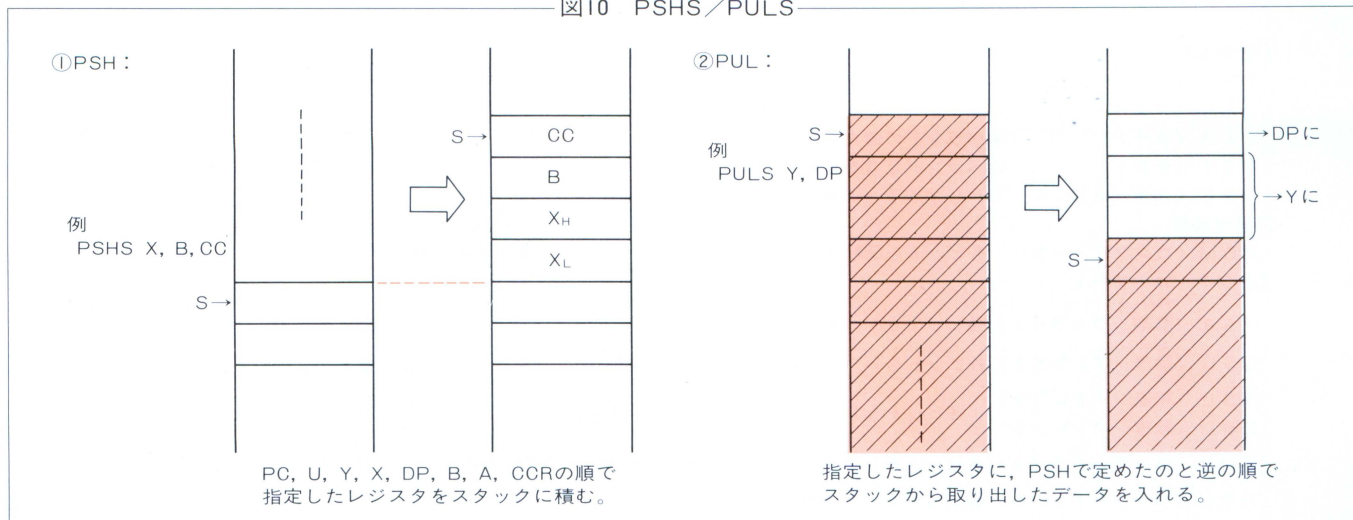 図10 PSHS/PULS
①PSH:
例
PSHS X, B, CC
S→
S→
CC
B
XH
XL
PC, U, Y, X, DP, B, A, CCRの順で
指定したレジスタをスタックに積む。
②PUL:
例
PULS Y, DP
S→
S→
→DPに
→Yに
指定したレジスタに, PSHで定めたのと逆の順で
スタックから取り出したデータを入れる。